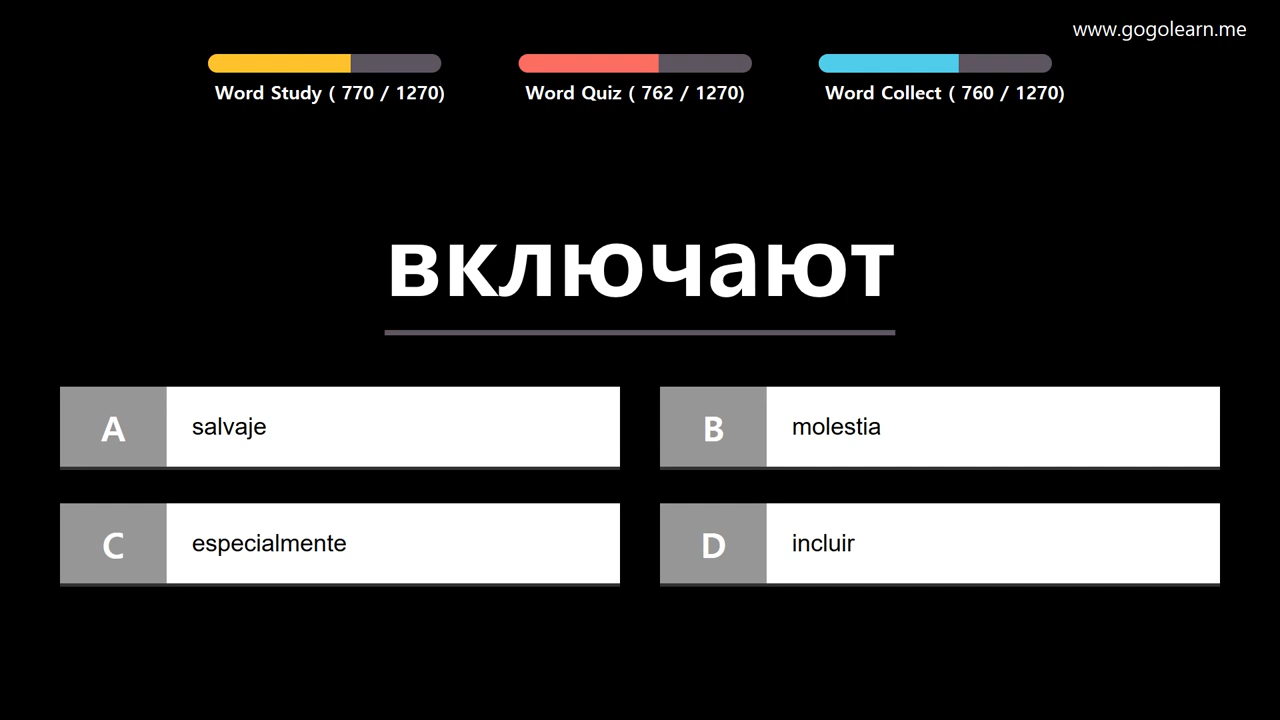 www.gogolearn.me
Word Study ( 770 / 1270)
Word Quiz ( 762 / 1270)
Word Collect ( 760 / 1270)
включают
A salvaje
B molestia
C especialmente
D incluir